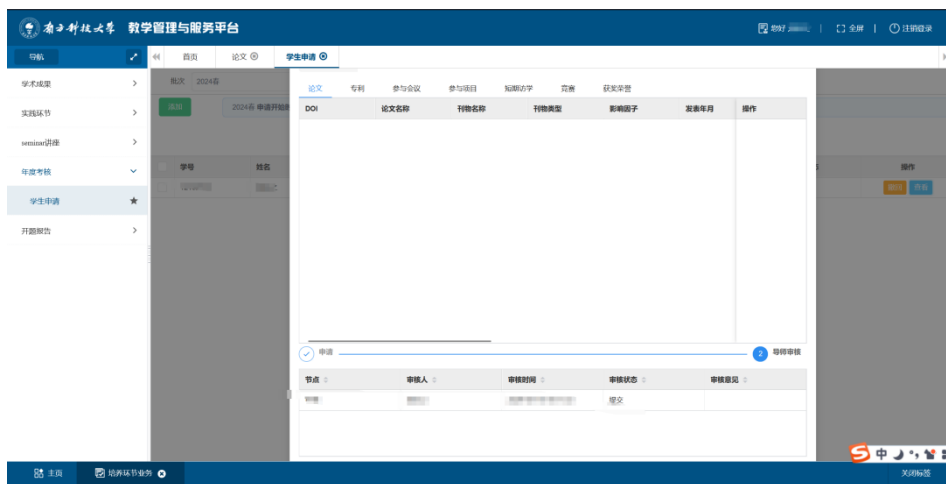 南方科技大学 教学管理与服务平台
您好 | 全屏 | 注销登录
导航 首页 论文 学生申请
学术成果
实践环节
seminar讲座
年度考核
学生申请
开题报告
批次 2024春
添加 2024春 申请开始时
学号 姓名 操作
撤回 查看
论文 专利 参与会议 参与项目 短期访学 竞赛 获奖荣誉
DOI 论文名称 刊物名称 刊物类型 影响因子 发表年月 操作
申请 2 导师审核
节点 审核人 审核时间 审核状态 审核意见
提交
S 中
主页 培养环节业务 关闭标签